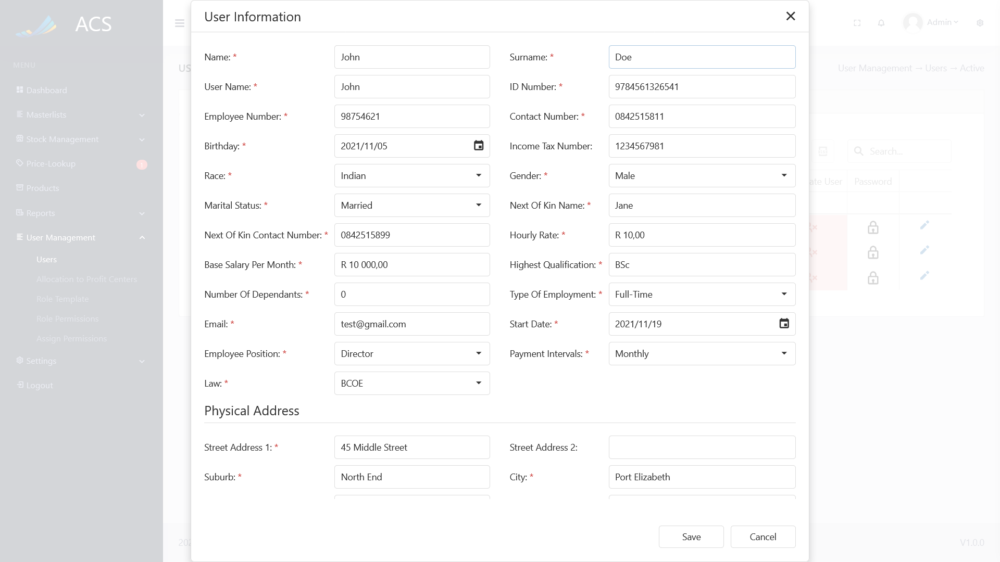 ACS
MENU
Dashboard
Masterlists
Stock Management
Price-Lookup 1
Products
Reports
User Management
Users
Allocation to Profit Centers
Role Template
Role Permissions
Assign Permissions
Settings
Logout
Admin
User Management → Users → Active
Search...
Password
V1.0.0
User Information
Name: * John Surname: * Doe
User Name: * John ID Number: * 9784561326541
Employee Number: * 98754621 Contact Number: * 0842515811
Birthday: * 2021/11/05 Income Tax Number: 1234567981
Race: * Indian Gender: * Male
Marital Status: * Married Next Of Kin Name: * Jane
Next Of Kin Contact Number: * 0842515899 Hourly Rate: * R 10,00
Base Salary Per Month: * R 10 000,00 Highest Qualification: * BSc
Number Of Dependants: * 0 Type Of Employment: * Full-Time
Email: * test@gmail.com Start Date: * 2021/11/19
Employee Position: * Director Payment Intervals: * Monthly
Law: * BCOE
Physical Address
Street Address 1: * 45 Middle Street Street Address 2:
Suburb: * North End City: * Port Elizabeth
Save Cancel